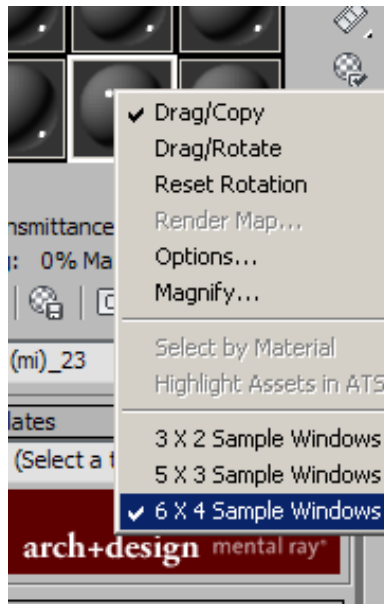 Drag/Copy
Drag/Rotate
Reset Rotation
Render Map...
Options...
Magnify...
nsmittance
: 0% Ma
(mi)_23
Select by Material
Highlight Assets in ATS
lates
(Select a t
3 X 2 Sample Windows
5 X 3 Sample Windows
6 X 4 Sample Windows
arch+design mental ray*